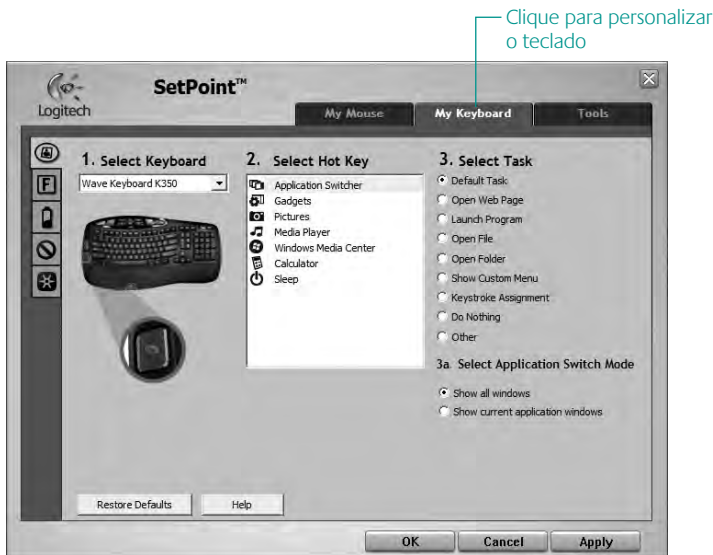 Clique para personalizar
o teclado
Logitech
SetPoint™
My Mouse
My Keyboard
Tools
1. Select Keyboard
Wave Keyboard K350
2. Select Hot Key
Application Switcher
Gadgets
Pictures
Media Player
Windows Media Center
Calculator
Sleep
3. Select Task
Default Task
Open Web Page
Launch Program
Open File
Open Folder
Show Custom Menu
Keystroke Assignment
Do Nothing
Other
3a Select Application Switch Mode
Show all windows
Show current application windows
Restore Defaults
Help
OK
Cancel
Apply